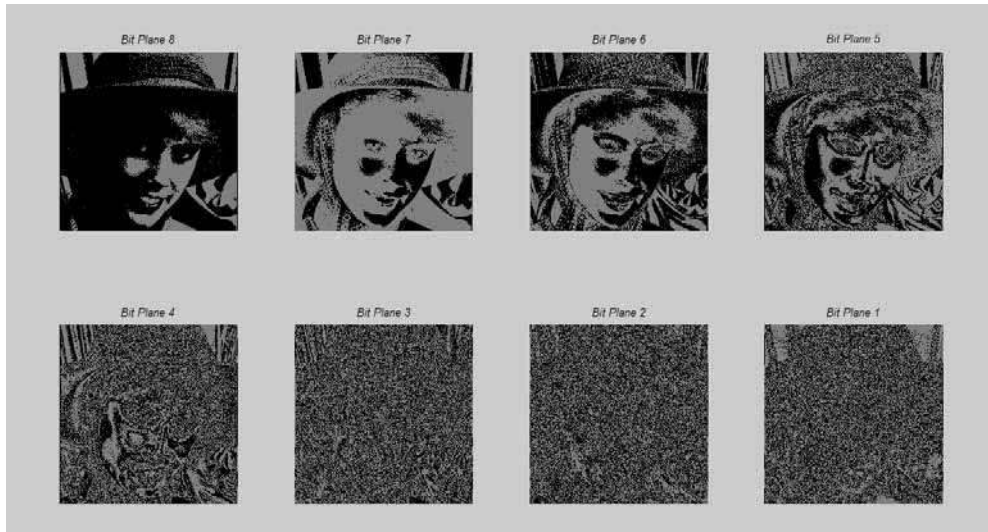 Bit Plane 8
Bit Plane 7
Bit Plane 6
Bit Plane 5
Bit Plane 4
Bit Plane 3
Bit Plane 2
Bit Plane 1